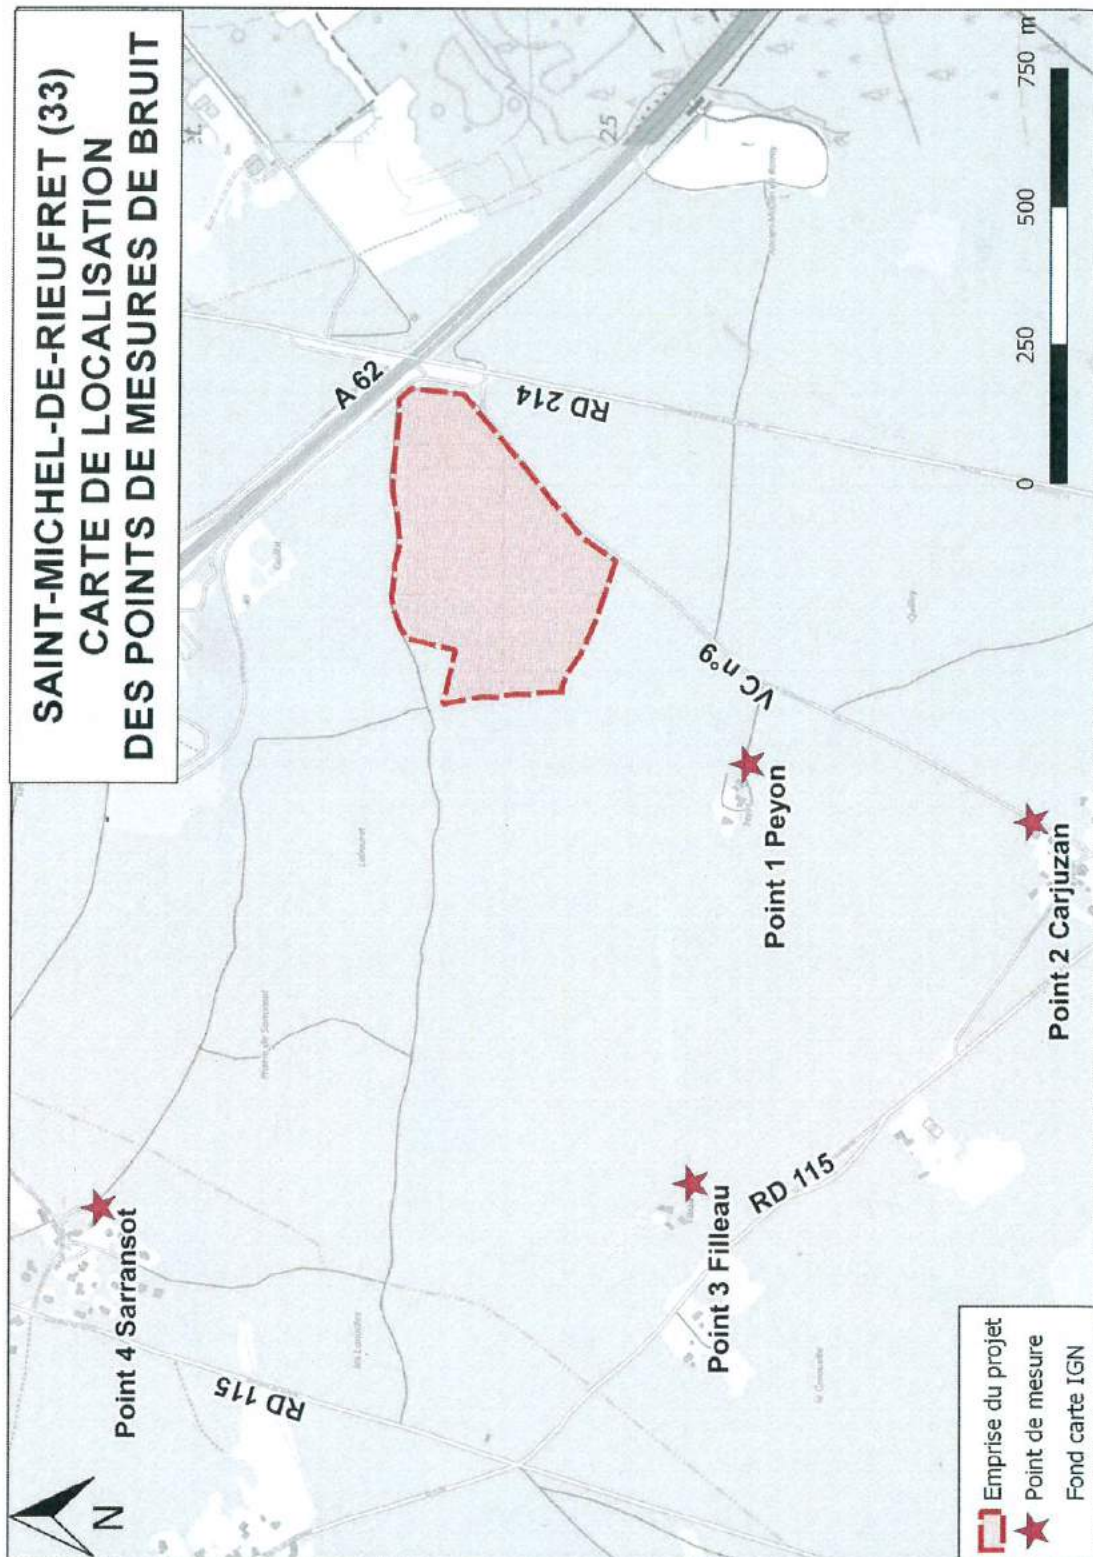 SAINT-MICHEL-DE-RIEUFRET (33)
CARTE DE LOCALISATION
DES POINTS DE MESURES DE BRUIT
N
Point 4 Sarransot
RD 115
A 62
25
RD 214
VC n°9
Point 1 Peyon
Point 3 Filleau
RD 115
Point 2 Carjuzan
0 250 500 750 m
Emprise du projet
Point de mesure
Fond carte IGN